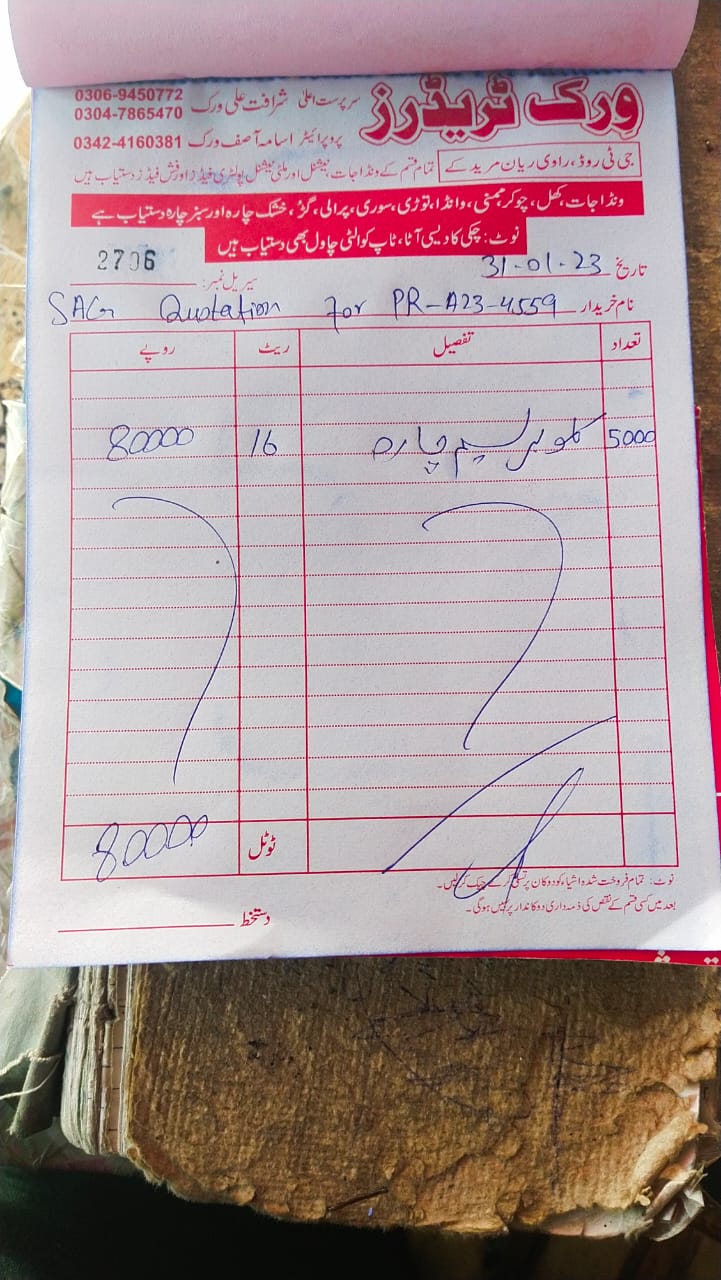 ورک ٹریڈرز
سرپرست اعلیٰ شرافت علی ورک 0306-9450772
0304-7865470
پروپرائیٹر اسامہ آصف ورک 0342-4160381
جی ٹی روڈ، راوی ریان مرید کے
تمام قسم کے ونڈا جات نیشنل اور ملٹی نیشنل پولٹری فیڈز اور فش فیڈز دستیاب ہیں
ونڈا جات، کھل، چوکر، وانڈا، توڑی، سوری، پرالی، گڑ، خشک چارہ اور سبز چارہ دستیاب ہے
نوٹ: چکی کا دیسی آٹا، ٹاپ کوالٹی چاول بھی دستیاب ہیں
تاریخ 31-01-23
سیریل نمبر: 2706
نام خریدار SAG Quotation for PR-A23-4559
تعداد تفصیل ریٹ روپے
5000 کلو برسیم چارہ 16 80000
ٹوٹل 80000
نوٹ: تمام فروخت شدہ اشیاء کو دوکان پر تسلی سے چیک کرلیں۔
بعد میں کسی قسم کے نقص کی ذمہ داری دوکاندار پر نہیں ہوگی۔
دستخط